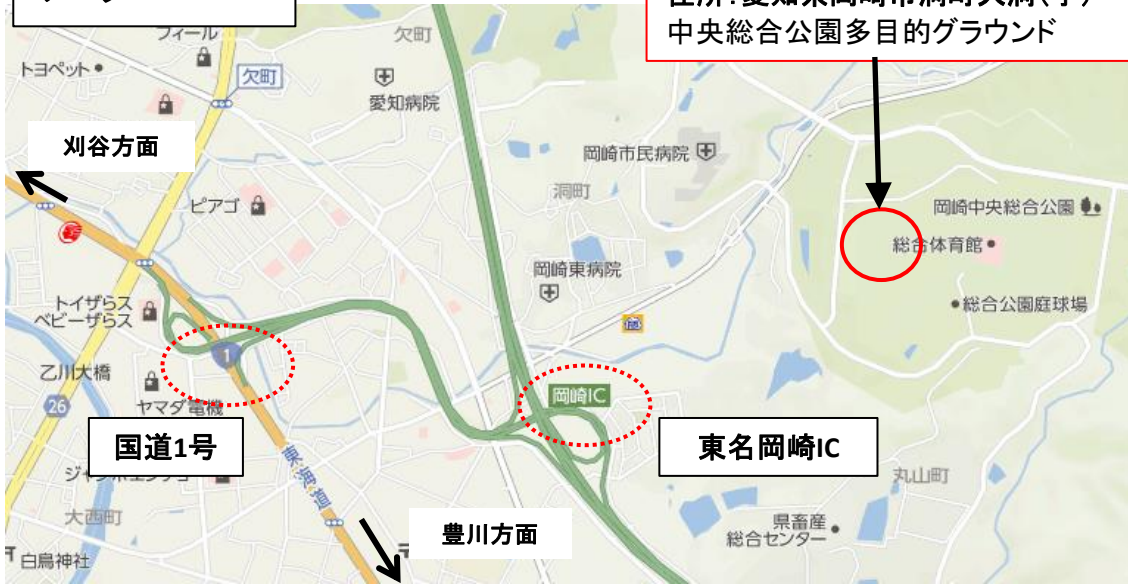 中央総合公園多目的グラウンド
フィール
欠町
トヨペット
欠町
愛知病院
刈谷方面
岡崎市民病院
洞町
ピアゴ
岡崎中央総合公園
総合体育館
岡崎東病院
トイザらス
ベビーザらス
総合公園庭球場
1
乙川大橋
岡崎IC
26
ヤマダ電機
国道1号
東名岡崎IC
東海道
丸山町
大西町
豊川方面
県畜産
総合センター
白鳥神社